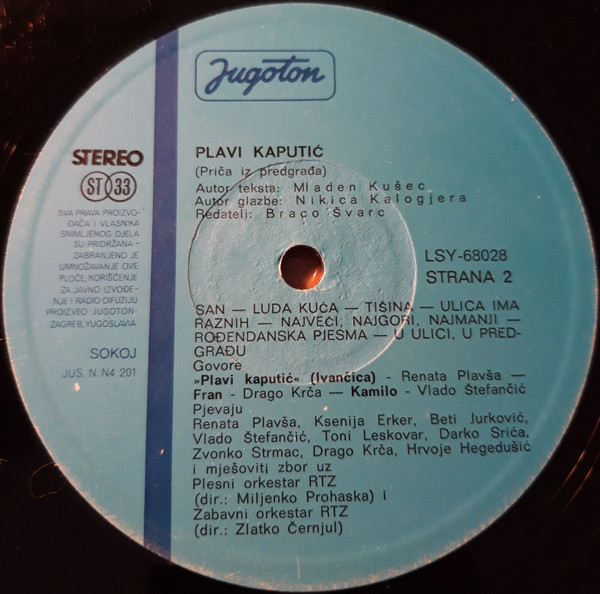 Jugoton
STEREO
ST 33
SVA PRAVA PROIZVO-
ĐAČA I VLASNIKA
SNIMLJENOG DJELA
SU PRIDRŽANA -
ZABRANJENO JE
UMNOŽAVANJE OVE
PLOČE, KORIŠĆENJE
ZA JAVNO IZVOĐE-
NJE I RADIO-DIFUZIJU
PROIZVEO JUGOTON-
ZAGREB, YUGOSLAVIA
SOKOJ
JUS. N. N4 201
PLAVI KAPUTIĆ
(Priča iz predgrađa)
Autor teksta: Mladen Kušec
Autor glazbe: Nikica Kalogjera
Redatelj: Braco Švarc
LSY-68028
STRANA 2
SAN — LUDA KUĆA — TIŠINA — ULICA IMA
RAZNIH — NAJVEĆI, NAJGORI, NAJMANJI —
ROĐENDANSKA PJESMA — U ULICI, U PRED-
GRAĐU
Govore
»Plavi kaputić« (Ivančica) - Renata Plavša —
Fran - Drago Krča — Kamilo - Vlado Štefančić
Pjevaju
Renata Plavša, Ksenija Erker, Beti Jurković,
Vlado Štefančić, Toni Leskovar, Darko Srića,
Zvonko Strmac, Drago Krča, Hrvoje Hegedušić
i mješoviti zbor uz
Plesni orkestar RTZ
(dir.: Miljenko Prohaska) i
Zabavni orkestar RTZ
(dir.: Zlatko Černjul)